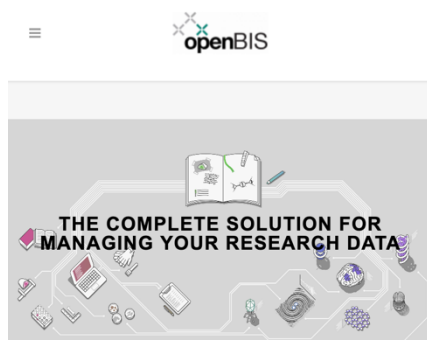 openBIS
THE COMPLETE SOLUTION FOR
MANAGING YOUR RESEARCH DATA